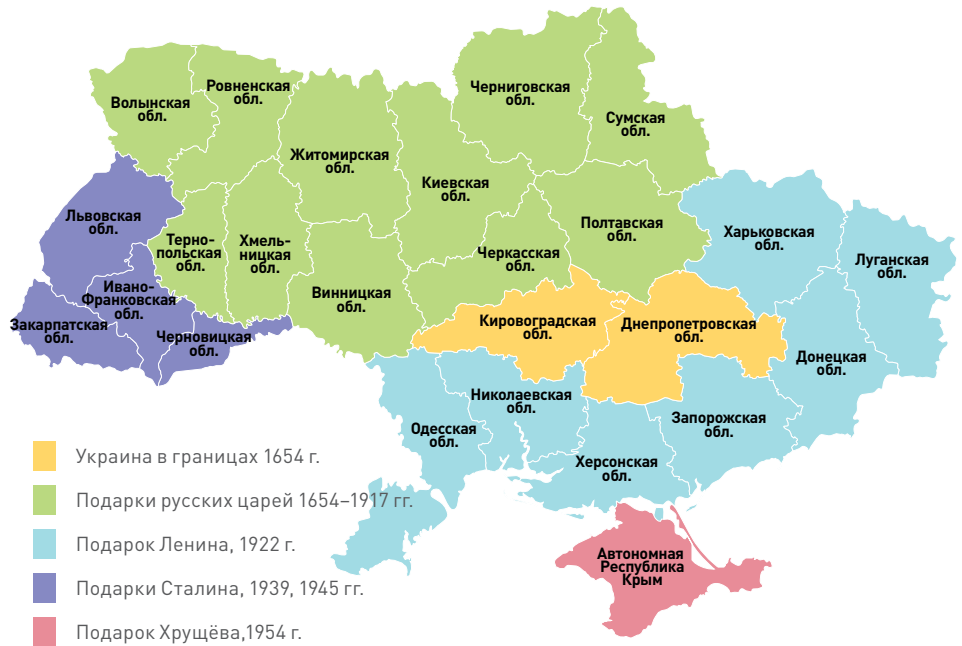 Волынская
обл.
Ровненская
обл.
Житомирская
обл.
Киевская
обл.
Черниговская
обл.
Сумская
обл.
Львовская
обл.
Терно-
польская
обл.
Хмель-
ницкая
обл.
Винницкая
обл.
Черкасская
обл.
Полтавская
обл.
Харьковская
обл.
Луганская
обл.
Ивано-
Франковская
обл.
Закарпатская
обл.
Черновицкая
обл.
Кировоградская
обл.
Днепропетровская
обл.
Донецкая
обл.
Николаевская
обл.
Одесская
обл.
Запорожская
обл.
Херсонская
обл.
Автономная
Республика
Крым
Украина в границах 1654 г.
Подарки русских царей 1654–1917 гг.
Подарок Ленина, 1922 г.
Подарки Сталина, 1939, 1945 гг.
Подарок Хрущёва,1954 г.